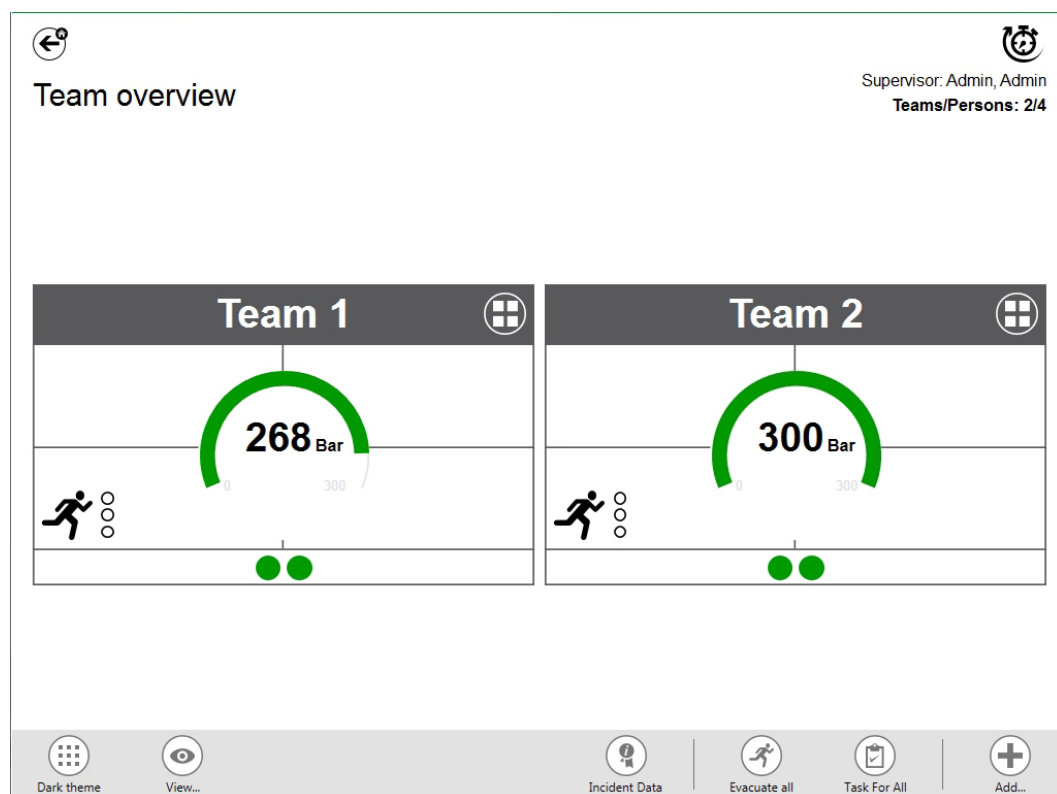 Supervisor: Admin, Admin
Team overview
Teams/Persons: 2/4
Team 1
Team 2
268 Bar
300 Bar
0 300
0 300
Dark theme
View...
Incident Data
Evacuate all
Task For All
Add...